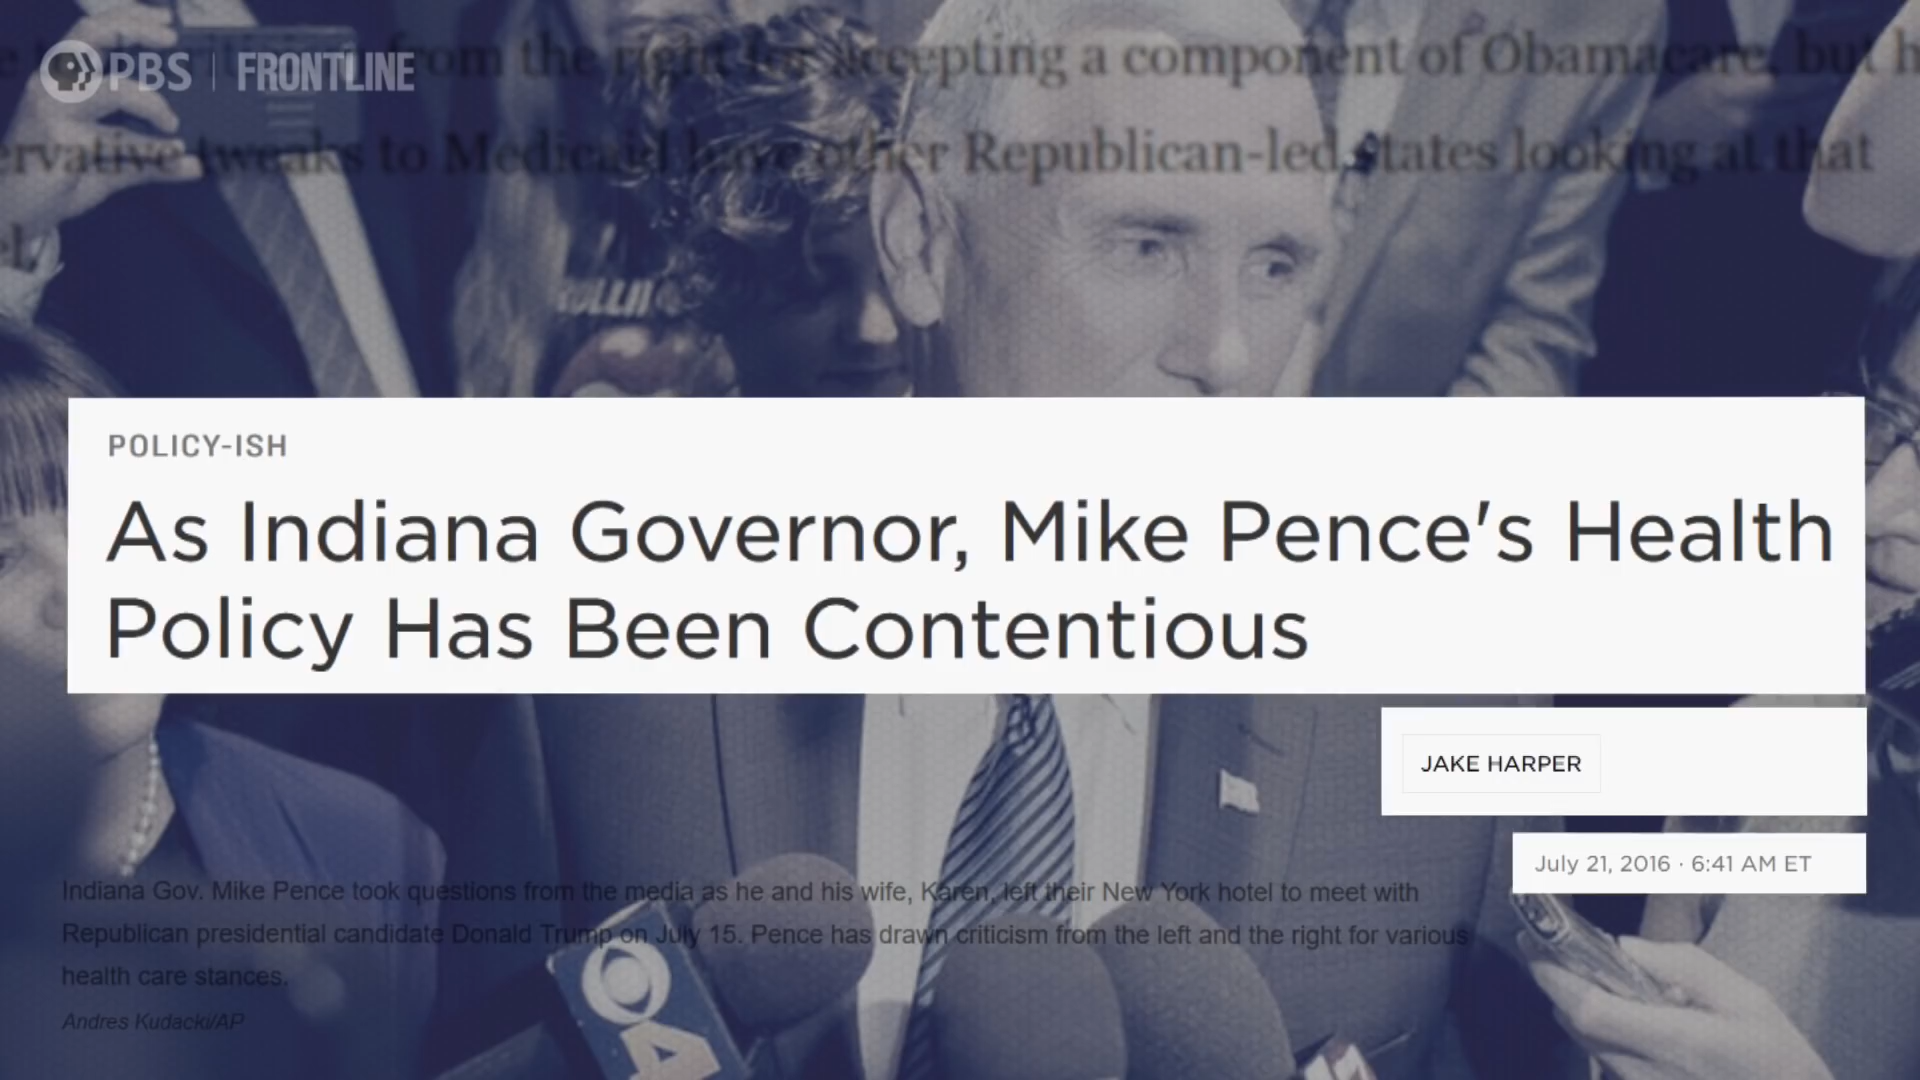 PBS | FRONTLINE
from the right for accepting a component of Obamacare, but h
ervative tweaks to Medicaid have other Republican-led states looking at that
el.
POLICY-ISH
As Indiana Governor, Mike Pence's Health
Policy Has Been Contentious
JAKE HARPER
July 21, 2016 · 6:41 AM ET
Indiana Gov. Mike Pence took questions from the media as he and his wife, Karen, left their New York hotel to meet with
Republican presidential candidate Donald Trump on July 15. Pence has drawn criticism from the left and the right for various
health care stances.
Andres Kudacki/AP